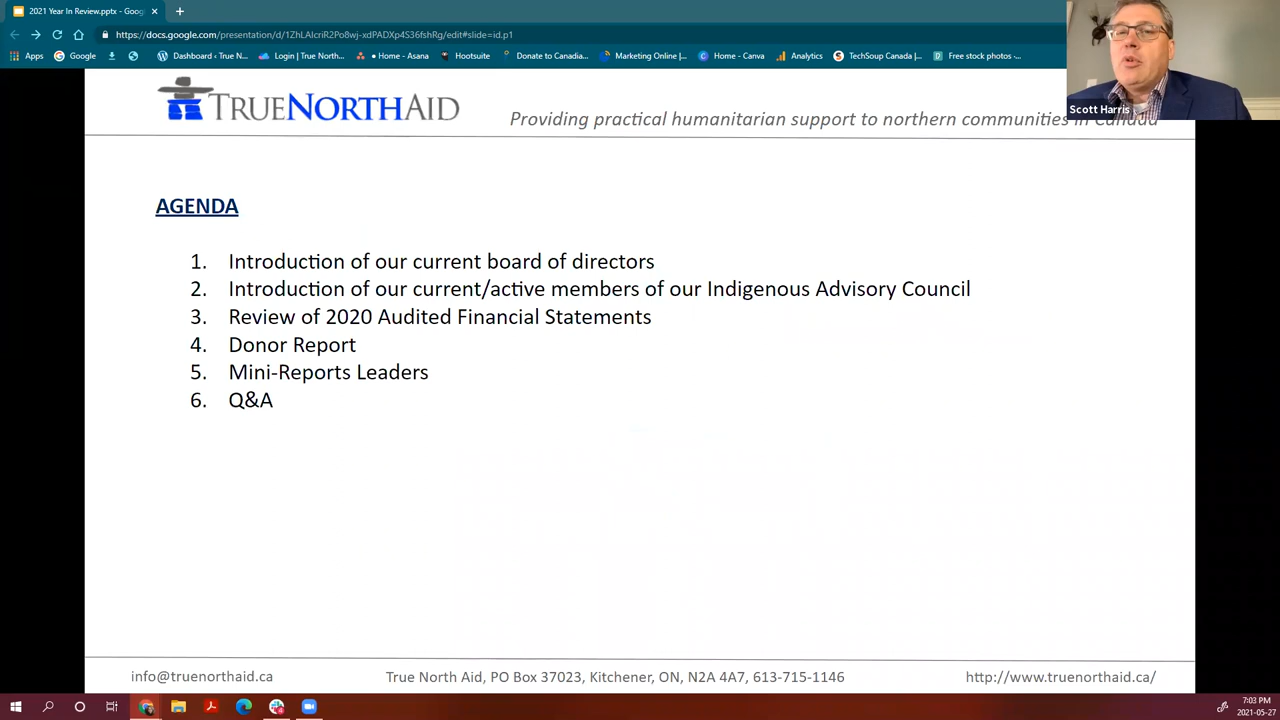 2021 Year In Review.pptx - Goog
https://docs.google.com/presentation/d/1ZhLAIcriR2Po8wj-xdPADXp4S36fshRg/edit#slide=id.p1
Apps Google Dashboard ‹ True N... Login | True North... • Home - Asana Hootsuite Donate to Canada... Marketing Online |... Home - Canva Analytics TechSoup Canada |... Free stock photos -...
Scott Harris
TRUENORTHAID
Providing practical humanitarian support to northern communities in Canada
AGENDA
1. Introduction of our current board of directors
2. Introduction of our current/active members of our Indigenous Advisory Council
3. Review of 2020 Audited Financial Statements
4. Donor Report
5. Mini-Reports Leaders
6. Q&A
info@truenorthaid.ca True North Aid, PO Box 37023, Kitchener, ON, N2A 4A7, 613-715-1146 http://www.truenorthaid.ca/
7:03 PM
2021-05-27